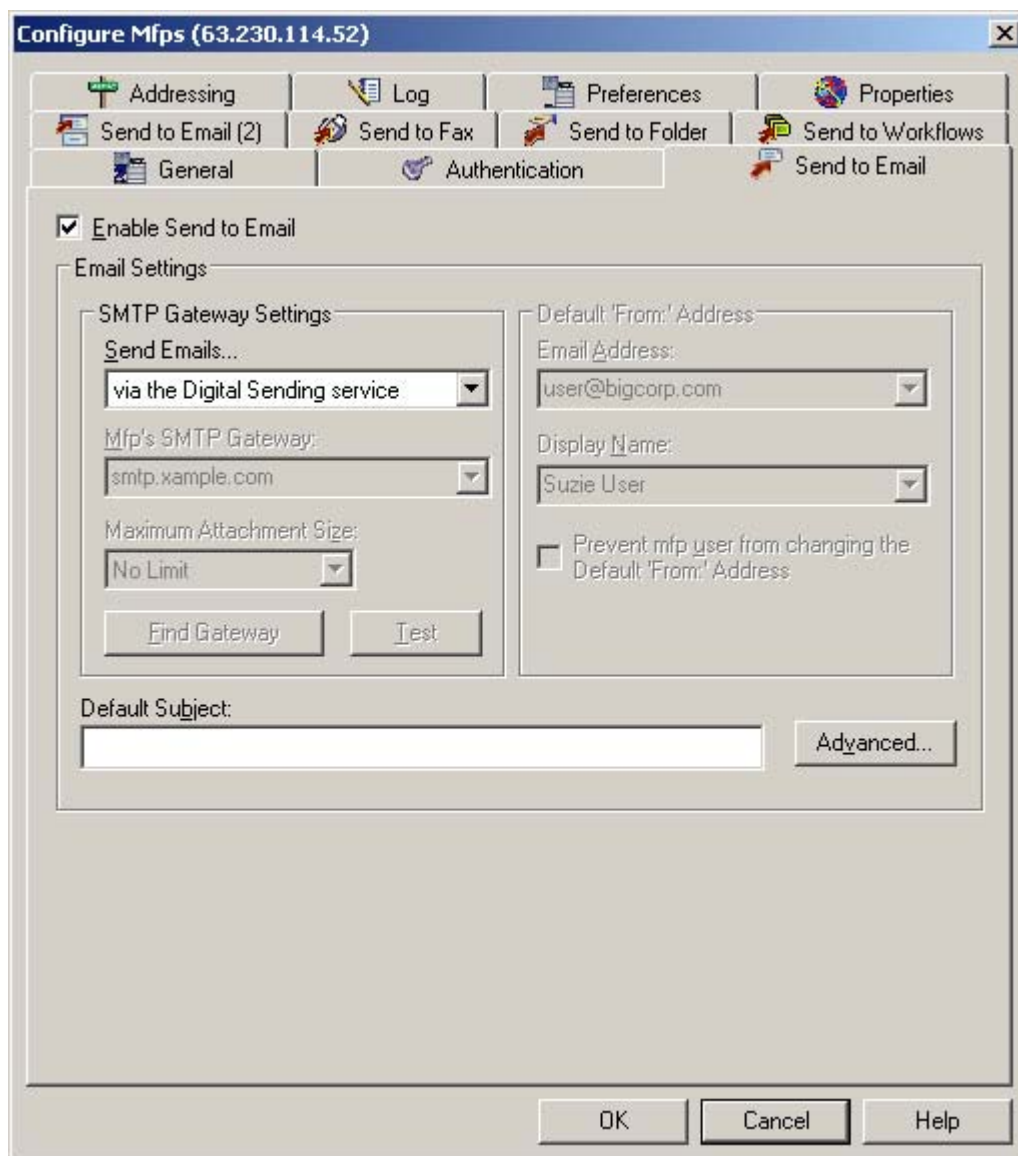 Configure Mfps (63.230.114.52)
Addressing Log Preferences Properties
Send to Email (2) Send to Fax Send to Folder Send to Workflows
General Authentication Send to Email
Enable Send to Email
Email Settings
SMTP Gateway Settings
Send Emails...
via the Digital Sending service
Mfp's SMTP Gateway:
smtp.xample.com
Maximum Attachment Size:
No Limit
Find Gateway Test
Default 'From:' Address
Email Address:
user@bigcorp.com
Display Name:
Suzie User
Prevent mfp user from changing the
Default 'From:' Address
Default Subject:
Advanced...
OK Cancel Help